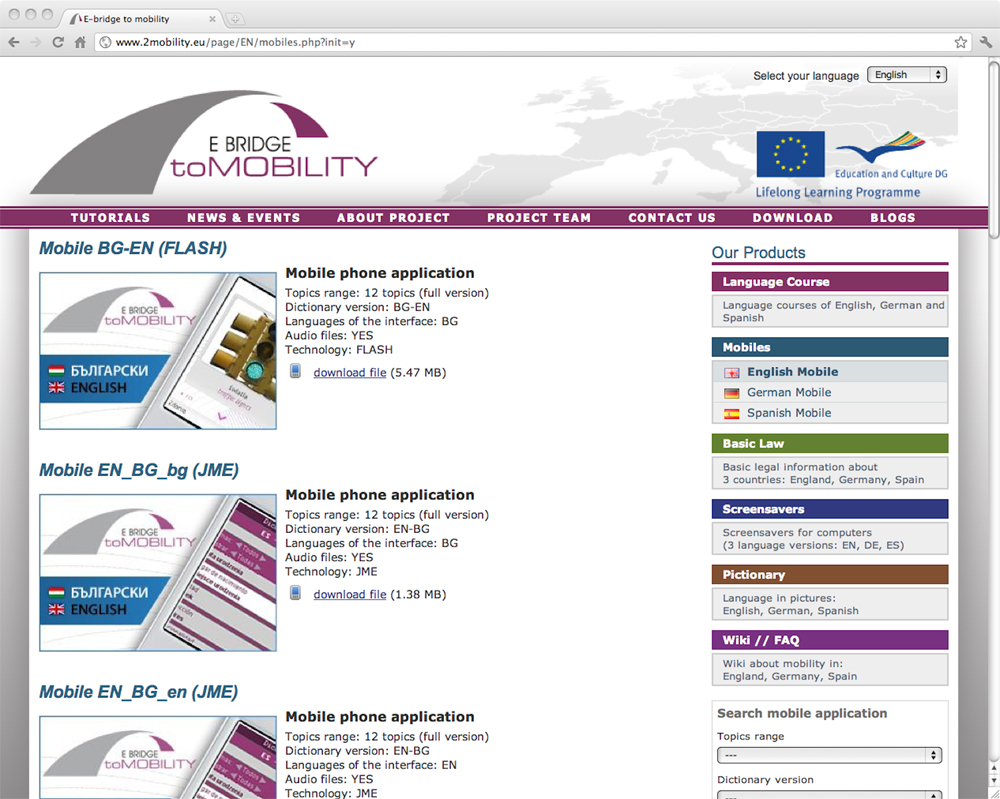 E-bridge to mobility
www.2mobility.eu/page/EN/mobiles.php?init=y
Select your language English
E BRIDGE
toMOBILITY
Education and Culture DG
Lifelong Learning Programme
TUTORIALS NEWS & EVENTS ABOUT PROJECT PROJECT TEAM CONTACT US DOWNLOAD BLOGS
Mobile BG-EN (FLASH)
E BRIDGE
toMOBILITY
БЪЛГАРСКИ
ENGLISH
Mobile phone application
Topics range: 12 topics (full version)
Dictionary version: BG-EN
Languages of the interface: BG
Audio files: YES
Technology: FLASH
download file (5.47 MB)
Mobile EN_BG_bg (JME)
E BRIDGE
toMOBILITY
БЪЛГАРСКИ
ENGLISH
ES
Todos
Todas
gar de nacimiento
Mobile phone application
Topics range: 12 topics (full version)
Dictionary version: EN-BG
Languages of the interface: BG
Audio files: YES
Technology: JME
download file (1.38 MB)
Mobile EN_BG_en (JME)
E BRIDGE
toMOBILITY
ES
Todos
Todas
Mobile phone application
Topics range: 12 topics (full version)
Dictionary version: EN-BG
Languages of the interface: EN
Audio files: YES
Technology: JME
Our Products
Language Course
Language courses of English, German and
Spanish
Mobiles
English Mobile
German Mobile
Spanish Mobile
Basic Law
Basic legal information about
3 countries: England, Germany, Spain
Screensavers
Screensavers for computers
(3 language versions: EN, DE, ES)
Pictionary
Language in pictures:
English, German, Spanish
Wiki // FAQ
Wiki about mobility in:
England, Germany, Spain
Search mobile application
Topics range
---
Dictionary version
---